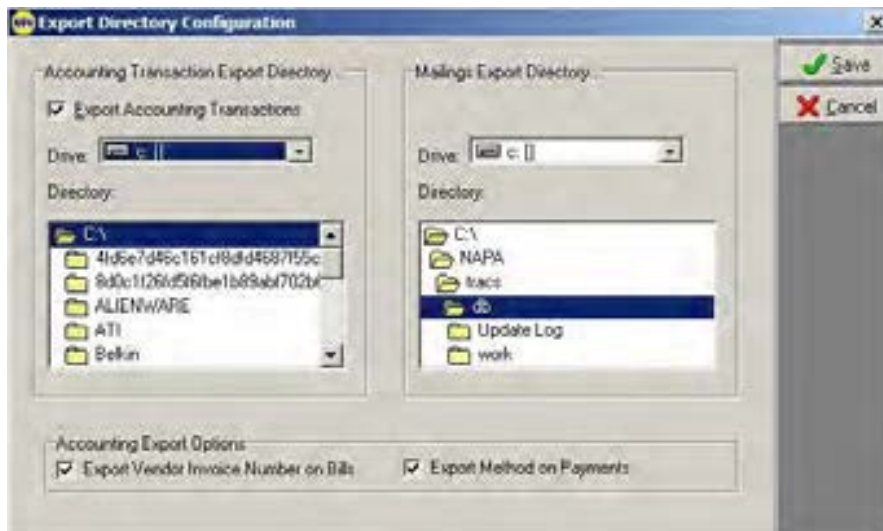 Export Directory Configuration
Save
Cancel
Accounting Transaction Export Directory...
Export Accounting Transactions
Drive: c: []
Directory:
C:\
ALIENWARE
ATI
Belkin
Mailings Export Directory...
Drive: c: []
Directory:
C:\
NAPA
tracs
db
Update Log
work
Accounting Export Options
Export Vendor Invoice Number on Bills
Export Method on Payments